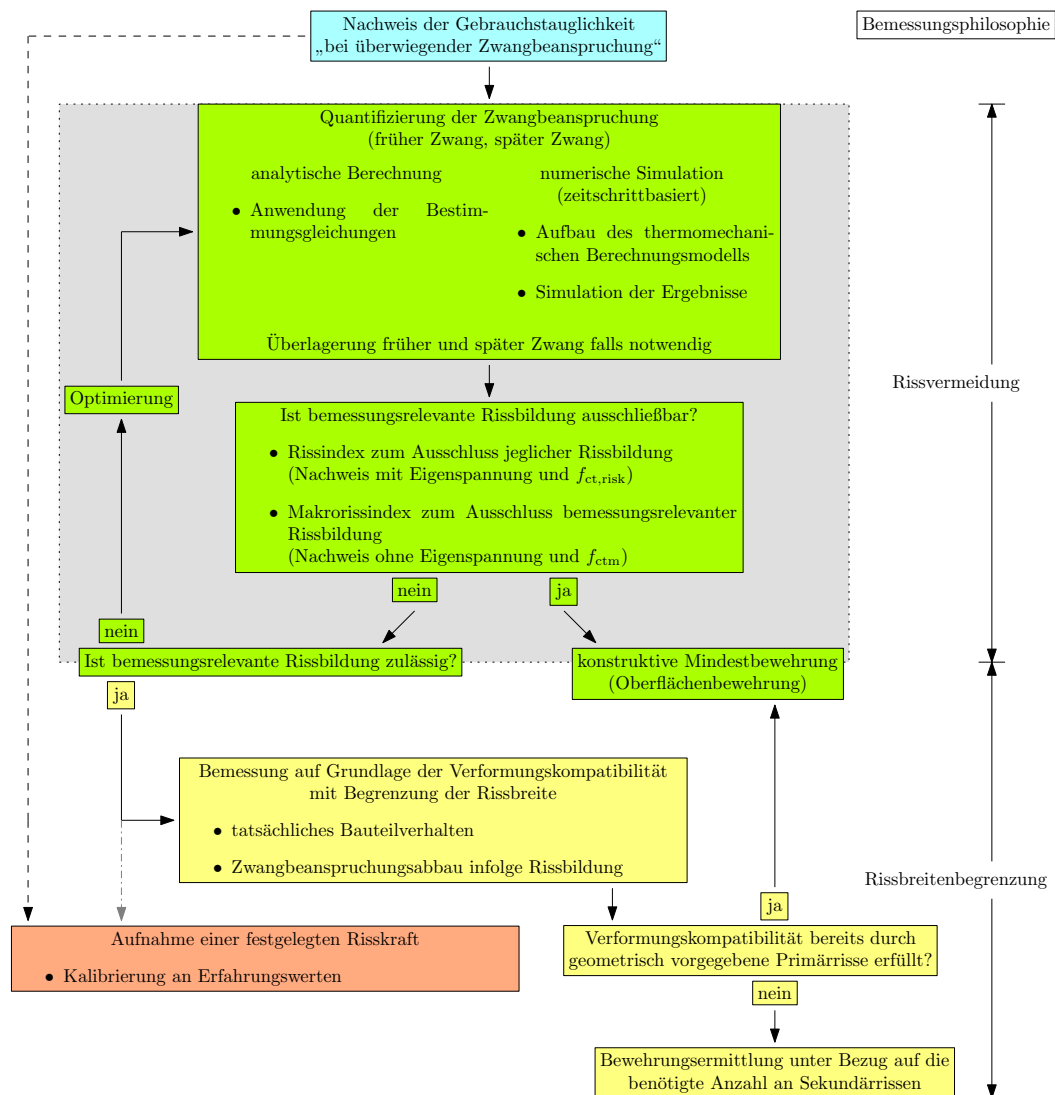 Nachweis der Gebrauchstauglichkeit
„bei überwiegender Zwangbeanspruchung“
Bemessungsphilosophie
Quantifizierung der Zwangbeanspruchung
(früher Zwang, später Zwang)
analytische Berechnung
• Anwendung der Bestim-
mungsgleichungen
numerische Simulation
(zeitschrittbasiert)
• Aufbau des thermomechani-
schen Berechnungsmodells
• Simulation der Ergebnisse
Überlagerung früher und später Zwang falls notwendig
Optimierung
Rissvermeidung
Ist bemessungsrelevante Rissbildung ausschließbar?
• Rissindex zum Ausschluss jeglicher Rissbildung
(Nachweis mit Eigenspannung und fct,risk)
• Makrorissindex zum Ausschluss bemessungsrelevanter
Rissbildung
(Nachweis ohne Eigenspannung und fctm)
nein
ja
nein
Ist bemessungsrelevante Rissbildung zulässig?
konstruktive Mindestbewehrung
(Oberflächenbewehrung)
ja
Bemessung auf Grundlage der Verformungskompatibilität
mit Begrenzung der Rissbreite
• tatsächliches Bauteilverhalten
• Zwangbeanspruchungsabbau infolge Rissbildung
Rissbreitenbegrenzung
ja
Aufnahme einer festgelegten Risskraft
• Kalibrierung an Erfahrungswerten
Verformungskompatibilität bereits durch
geometrisch vorgegebene Primärrisse erfüllt?
nein
Bewehrungsermittlung unter Bezug auf die
benötigte Anzahl an Sekundärrissen